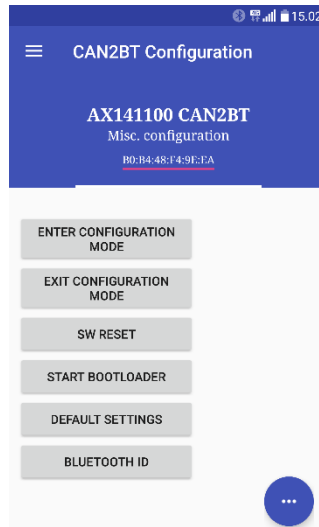 15.02
CAN2BT Configuration
AX141100 CAN2BT
Misc. configuration
B0:B4:48:F4:9E:EA
ENTER CONFIGURATION
MODE
EXIT CONFIGURATION
MODE
SW RESET
START BOOTLOADER
DEFAULT SETTINGS
BLUETOOTH ID